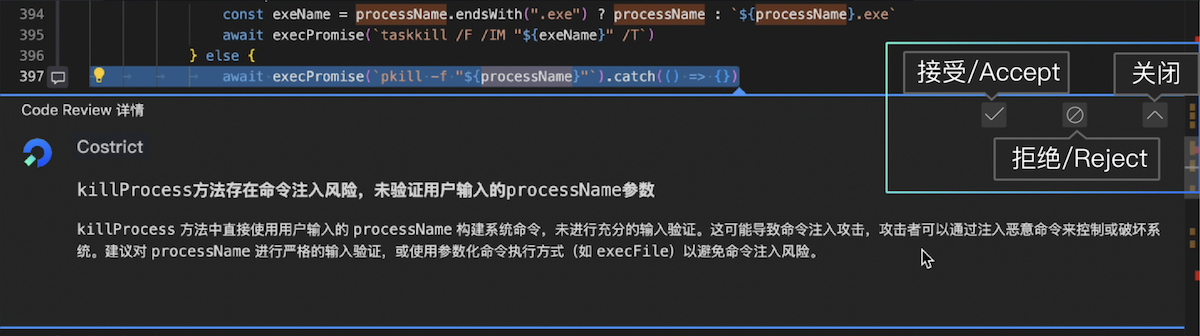 394 const exeName = processName.endsWith(".exe") ? processName : `${processName}.exe`
395 await execPromise(`taskkill /F /IM "${exeName}" /T`)
396 } else {
397 await execPromise(`pkill -f "${processName}"`).catch(() => {})
接受/Accept
关闭
Code Review 详情
拒绝/Reject
Costrict
killProcess方法存在命令注入风险，未验证用户输入的processName参数
killProcess 方法中直接使用用户输入的 processName 构建系统命令，未进行充分的输入验证。这可能导致命令注入攻击，攻击者可以通过注入恶意命令来控制或破坏系
统。建议对 processName 进行严格的输入验证，或使用参数化命令执行方式（如 execFile）以避免命令注入风险。